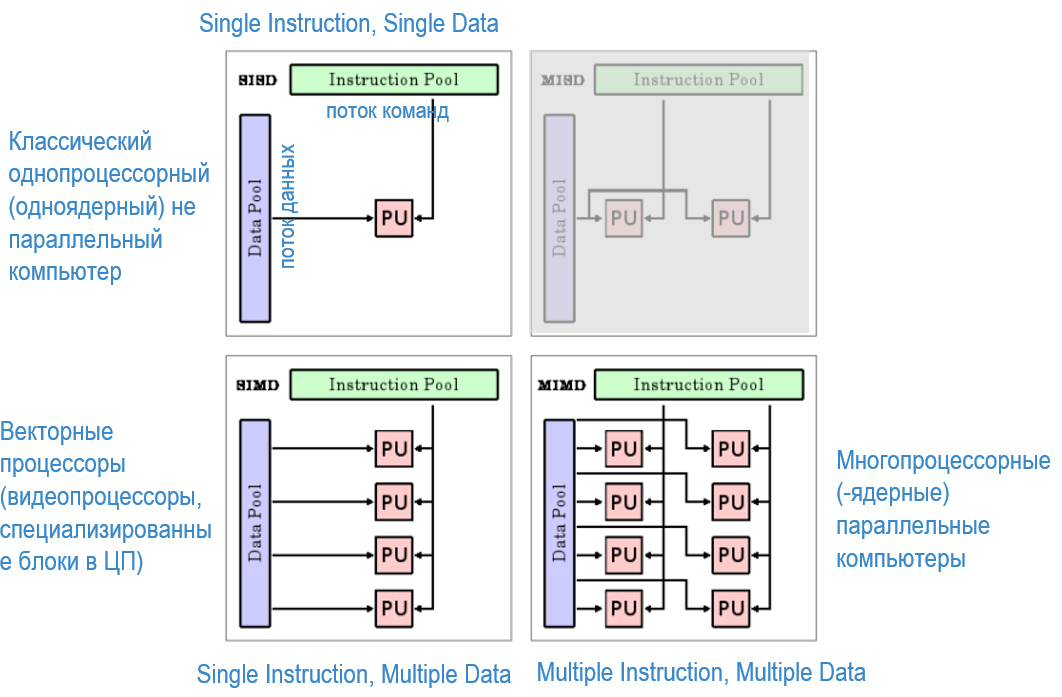 Single Instruction, Single Data
SISD
Instruction Pool
поток команд
Data Pool
поток данных
PU
Классический
однопроцессорный
(одноядерный) не
параллельный
компьютер
MISD
Instruction Pool
Data Pool
PU
PU
SIMD
Instruction Pool
Data Pool
PU
PU
PU
PU
Векторные
процессоры
(видеопроцессоры,
специализированны
е блоки в ЦП)
Single Instruction, Multiple Data
MIMD
Instruction Pool
Data Pool
PU PU
PU PU
PU PU
PU PU
Многопроцессорные
(-ядерные)
параллельные
компьютеры
Multiple Instruction, Multiple Data